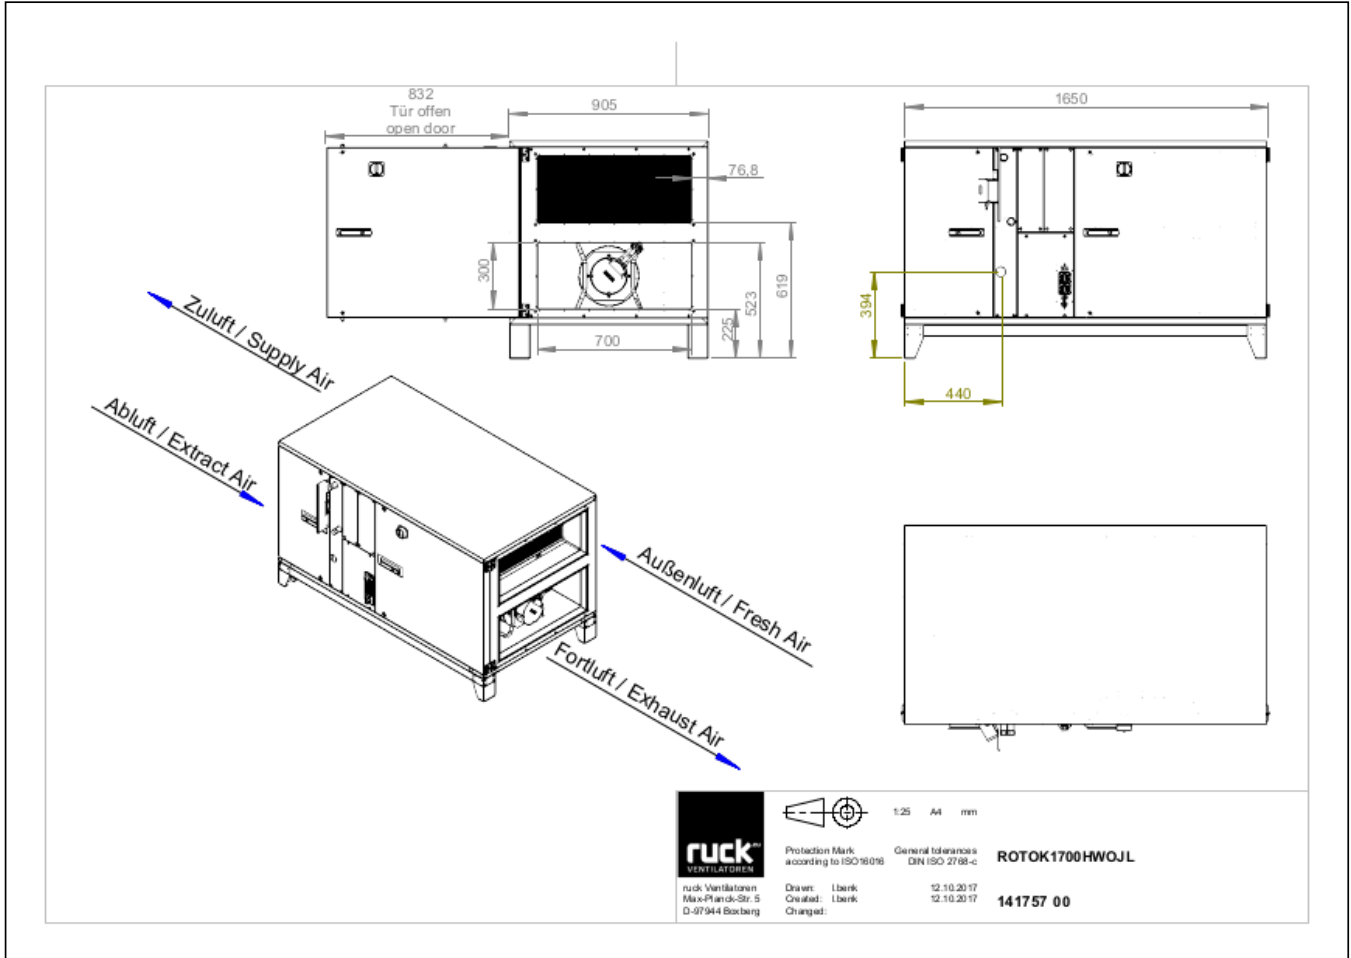 832
Tür offen
open door
905
1650
76,8
300
700
225
523
619
394
440
Zuluft / Supply Air
Abluft / Extract Air
Außenluft / Fresh Air
Fortluft / Exhaust Air
ruck.eu
VENTILATOREN
1:25 A4 mm
Protection Mark
according to ISO16016
General tolerances
DIN ISO 2768-c
ROTOK1700HWOJL
ruck Ventilatoren
Max-Planck-Str. 5
D-97944 Boxberg
Drawn: I.benk 12.10.2017
Created: I.benk 12.10.2017
Changed:
141757 00